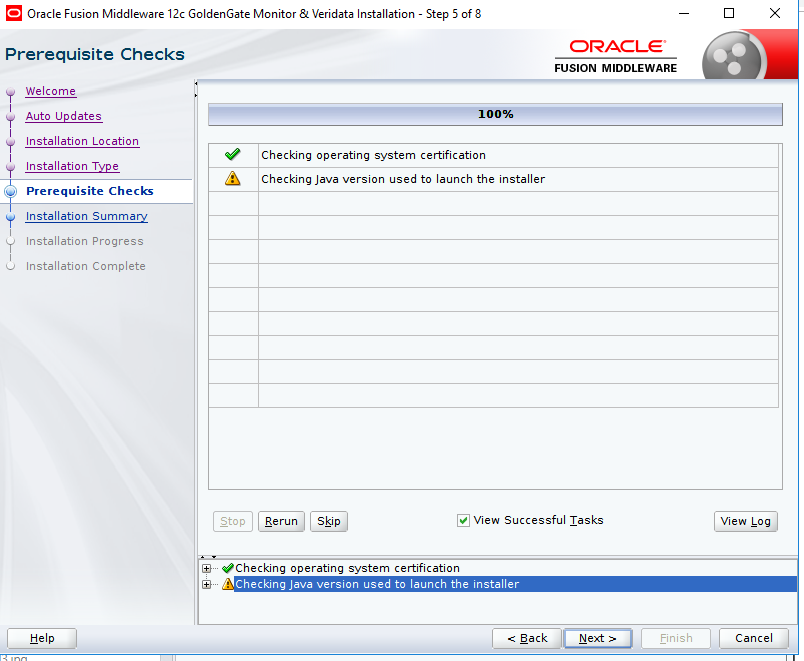 Oracle Fusion Middleware 12c GoldenGate Monitor & Veridata Installation - Step 5 of 8
Prerequisite Checks
ORACLE
FUSION MIDDLEWARE
Welcome
Auto Updates
Installation Location
Installation Type
Prerequisite Checks
Installation Summary
Installation Progress
Installation Complete
100%
Checking operating system certification
Checking Java version used to launch the installer
Stop Rerun Skip View Successful Tasks View Log
Checking operating system certification
Checking Java version used to launch the installer
Help < Back Next > Finish Cancel